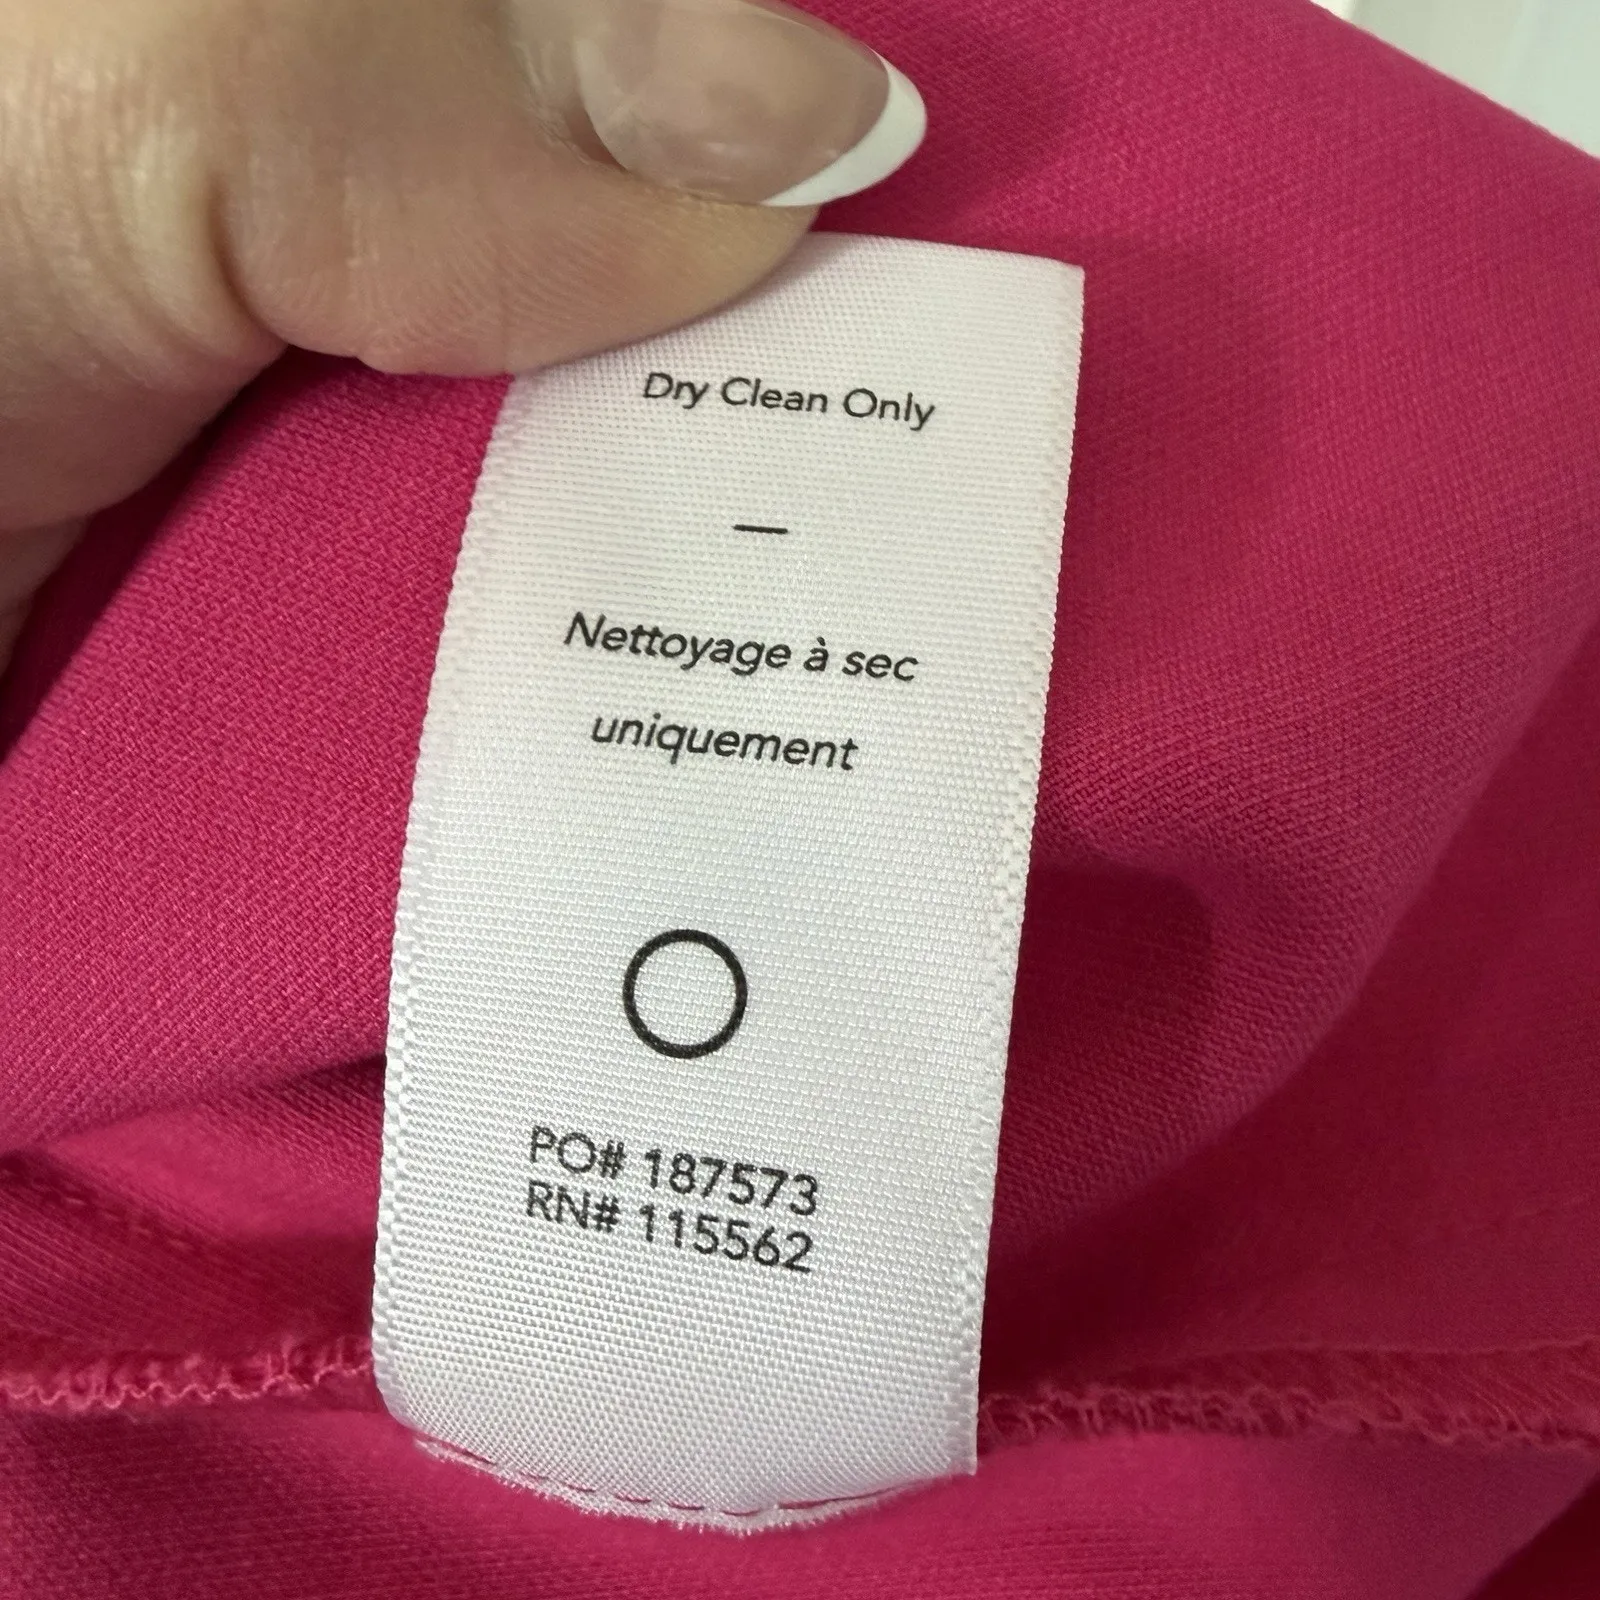 Dry Clean Only
—
Nettoyage à sec
uniquement
PO# 187573
RN# 115562